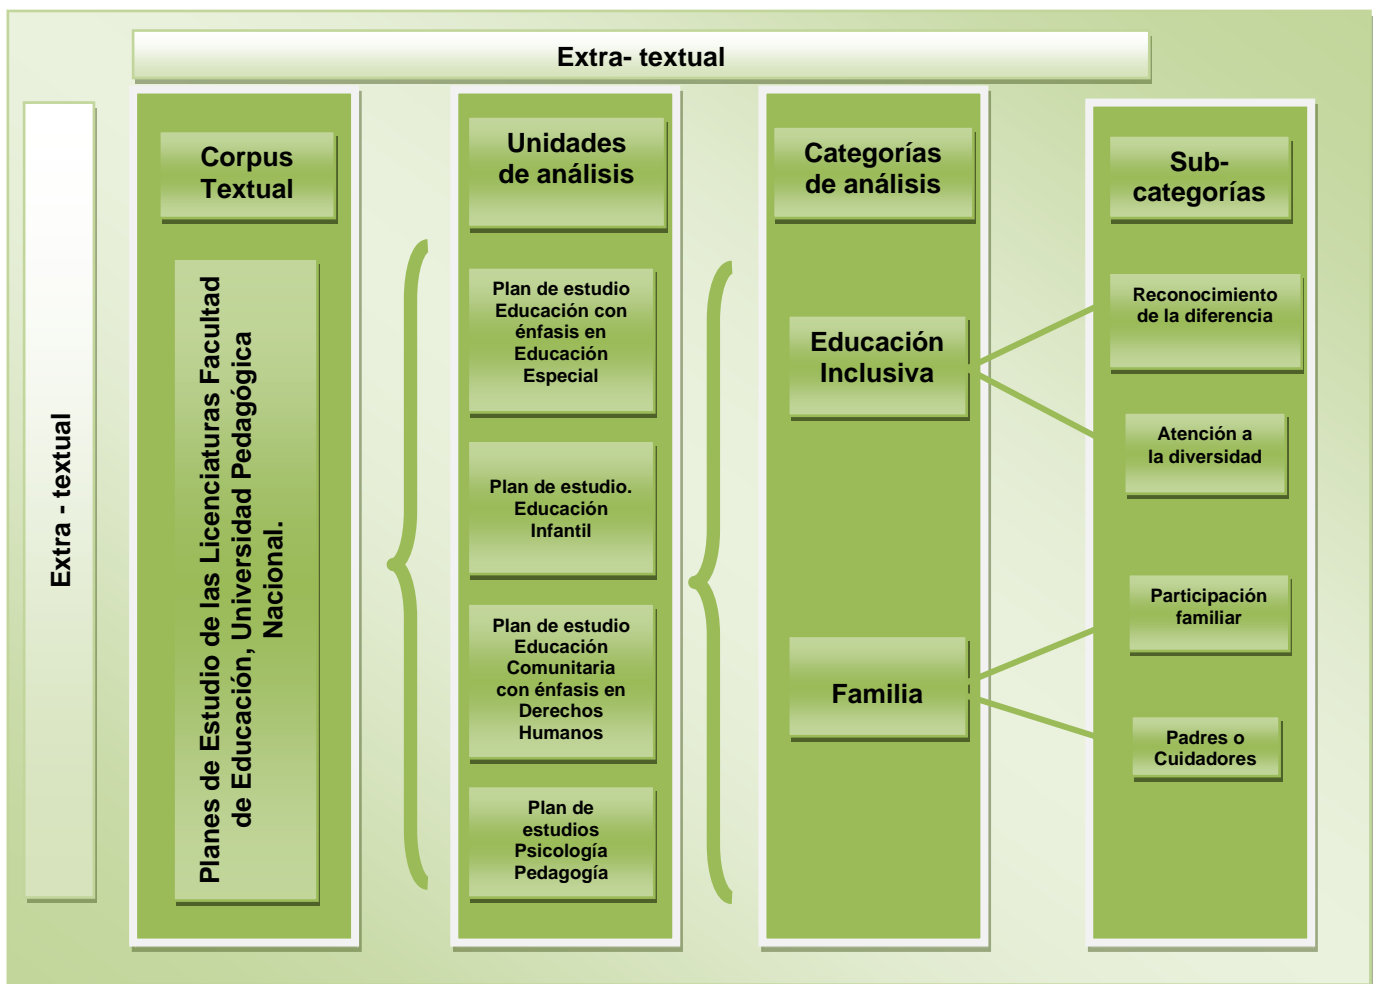 Extra- textual
Extra - textual
Corpus
Textual
Planes de Estudio de las Licenciaturas Facultad
de Educación, Universidad Pedagógica
Nacional.
Unidades
de análisis
Plan de estudio
Educación con
énfasis en
Educación
Especial
Plan de estudio.
Educación
Infantil
Plan de estudio
Educación
Comunitaria
con énfasis en
Derechos
Humanos
Plan de
estudios
Psicología
Pedagogía
Categorías
de análisis
Educación
Inclusiva
Familia
Sub-
categorías
Reconocimiento
de la diferencia
Atención a
la diversidad
Participación
familiar
Padres o
Cuidadores